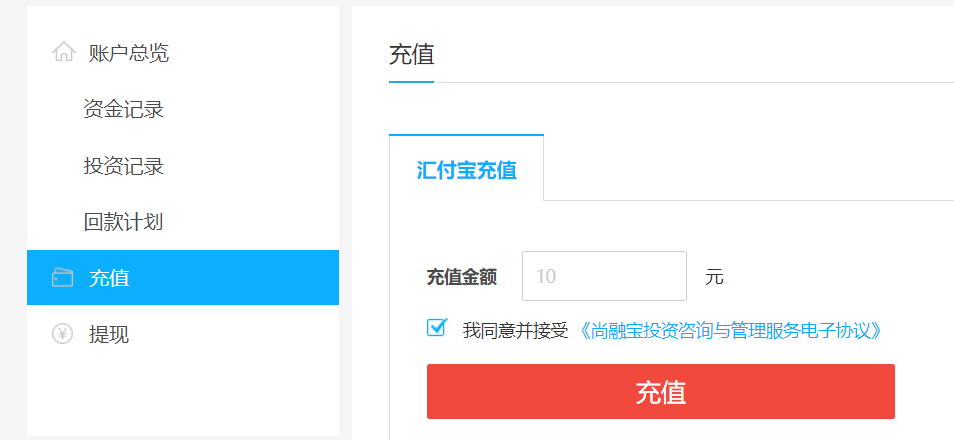 账户总览
资金记录
投资记录
回款计划
充值
提现
充值
汇付宝充值
充值金额 10 元
我同意并接受《尚融宝投资咨询与管理服务电子协议》
充值